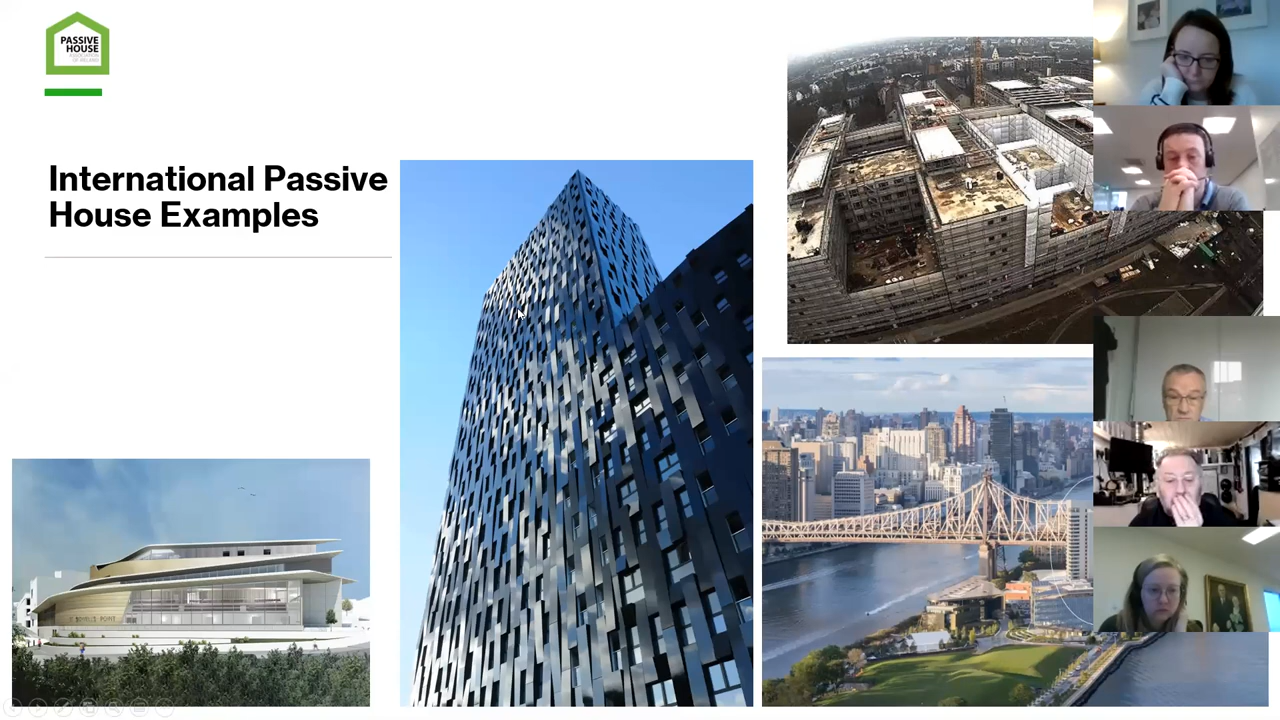 PASSIVE
HOUSE
ASSOCIATION
OF IRELAND
International Passive
House Examples